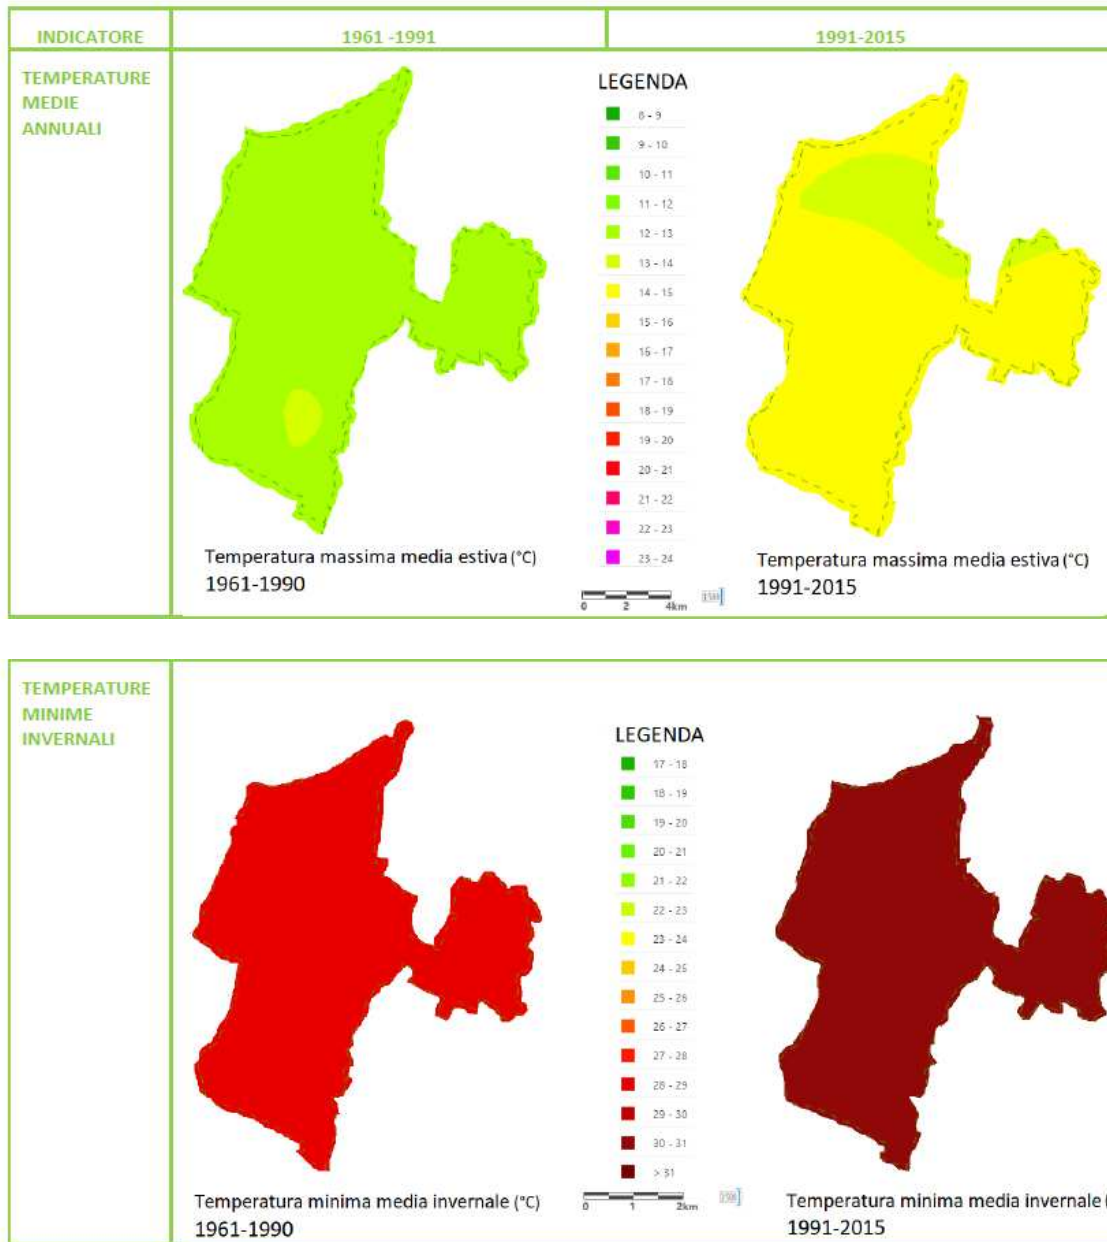 INDICATORE
1961 -1991
1991-2015
TEMPERATURE
MEDIE
ANNUALI
LEGENDA
8 - 9
9 - 10
10 - 11
11 - 12
12 - 13
13 - 14
14 - 15
15 - 16
16 - 17
17 - 18
18 - 19
19 - 20
20 - 21
21 - 22
22 - 23
23 - 24
Temperatura massima media estiva (°C)
1961-1990
0 2 4km
Temperatura massima media estiva (°C)
1991-2015
TEMPERATURE
MINIME
INVERNALI
LEGENDA
17 - 18
18 - 19
19 - 20
20 - 21
21 - 22
22 - 23
23 - 24
24 - 25
25 - 26
26 - 27
27 - 28
28 - 29
29 - 30
30 - 31
> 31
Temperatura minima media invernale (°C)
1961-1990
0 1 2km
Temperatura minima media invernale (
1991-2015